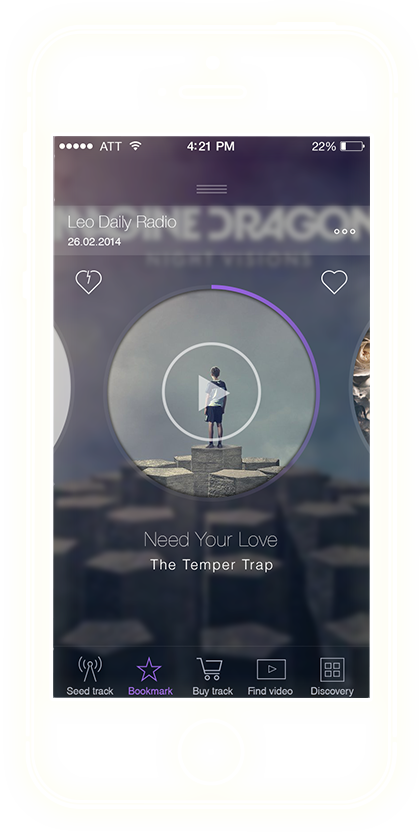 ATT 4:21 PM 22%
Leo Daily Radio
26.02.2014
GINE DRAGON
NIGHT VISIONS
Need Your Love
The Temper Trap
Seed track Bookmark Buy track Find video Discovery